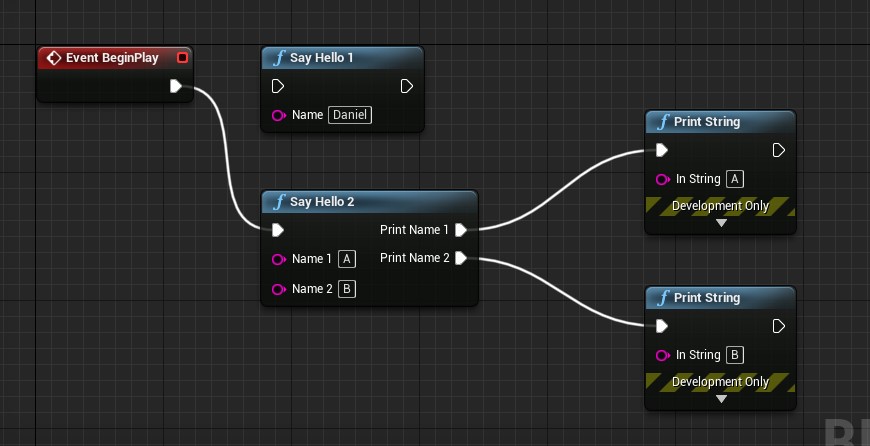 Event BeginPlay
Say Hello 1
Name Daniel
Say Hello 2
Print Name 1
Name 1 A
Print Name 2
Name 2 B
Print String
In String A
Development Only
Print String
In String B
Development Only